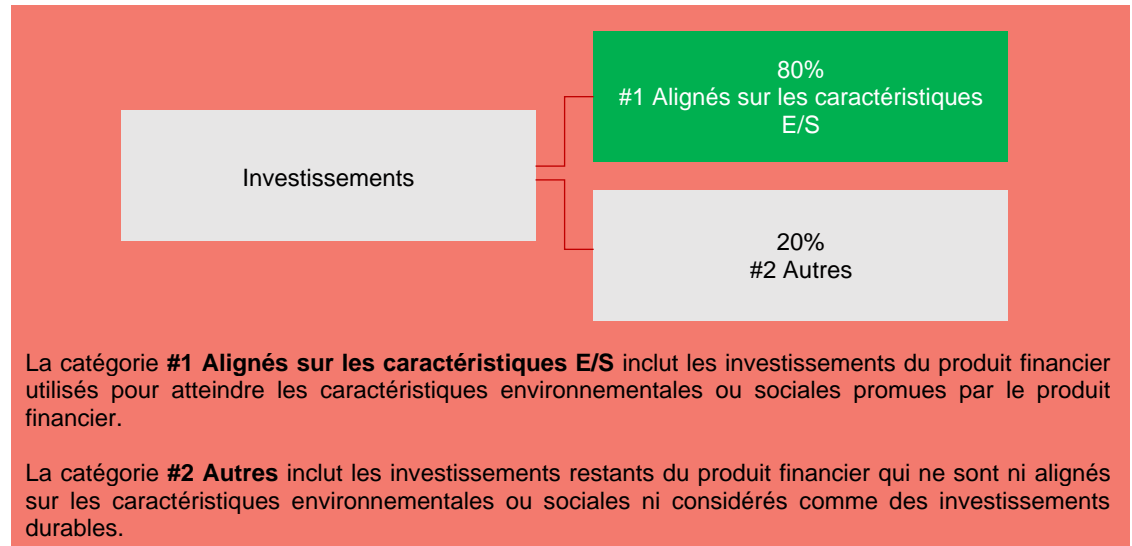 80%
#1 Alignés sur les caractéristiques
E/S
Investissements
20%
#2 Autres
La catégorie #1 Alignés sur les caractéristiques E/S inclut les investissements du produit financier
utilisés pour atteindre les caractéristiques environnementales ou sociales promues par le produit
financier.
La catégorie #2 Autres inclut les investissements restants du produit financier qui ne sont ni alignés
sur les caractéristiques environnementales ou sociales ni considérés comme des investissements
durables.